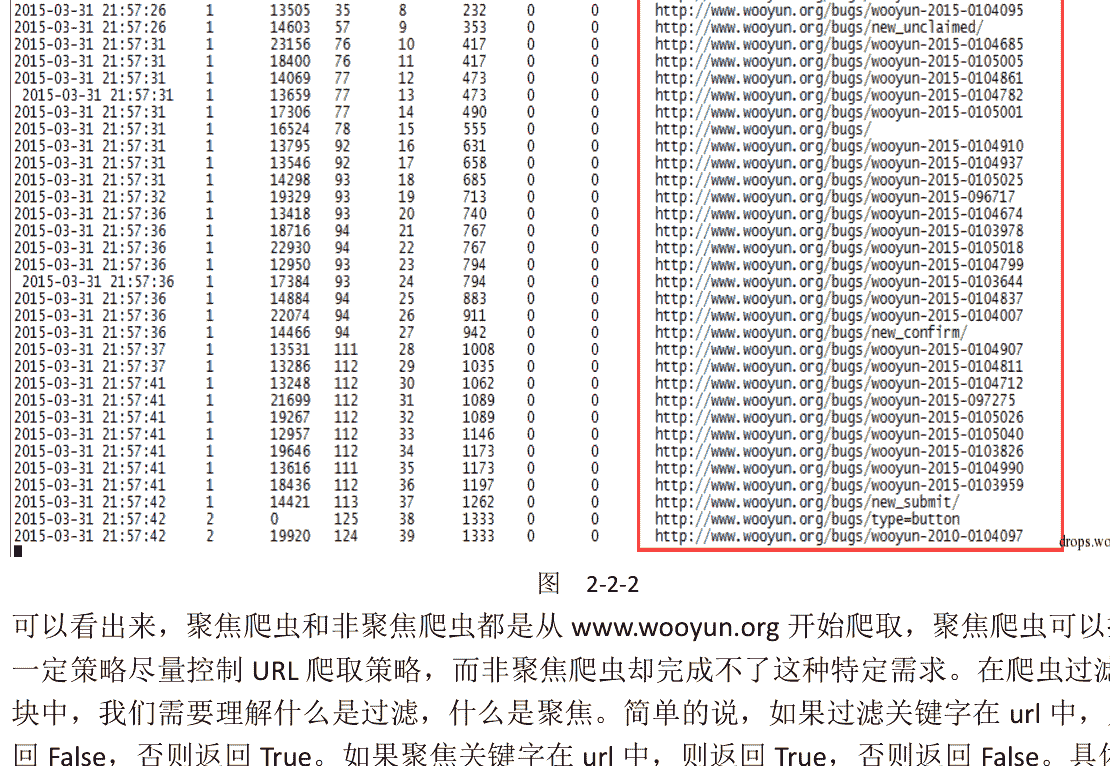 2015-03-31 21:57:26 1 13505 35 8 232 0 0 http://www.wooyun.org/bugs/wooyun-2015-0104095
2015-03-31 21:57:26 1 14603 57 9 353 0 0 http://www.wooyun.org/bugs/new_unclaimed/
2015-03-31 21:57:31 1 23156 76 10 417 0 0 http://www.wooyun.org/bugs/wooyun-2015-0104685
2015-03-31 21:57:31 1 18400 76 11 417 0 0 http://www.wooyun.org/bugs/wooyun-2015-0105005
2015-03-31 21:57:31 1 14069 77 12 473 0 0 http://www.wooyun.org/bugs/wooyun-2015-0104861
2015-03-31 21:57:31 1 13659 77 13 473 0 0 http://www.wooyun.org/bugs/wooyun-2015-0104782
2015-03-31 21:57:31 1 17306 77 14 490 0 0 http://www.wooyun.org/bugs/wooyun-2015-0105001
2015-03-31 21:57:31 1 16524 78 15 555 0 0 http://www.wooyun.org/bugs/
2015-03-31 21:57:31 1 13795 92 16 631 0 0 http://www.wooyun.org/bugs/wooyun-2015-0104910
2015-03-31 21:57:31 1 13546 92 17 658 0 0 http://www.wooyun.org/bugs/wooyun-2015-0104937
2015-03-31 21:57:31 1 14298 93 18 685 0 0 http://www.wooyun.org/bugs/wooyun-2015-0105025
2015-03-31 21:57:32 1 19329 93 19 713 0 0 http://www.wooyun.org/bugs/wooyun-2015-096717
2015-03-31 21:57:36 1 13418 93 20 740 0 0 http://www.wooyun.org/bugs/wooyun-2015-0104674
2015-03-31 21:57:36 1 18716 94 21 767 0 0 http://www.wooyun.org/bugs/wooyun-2015-0103978
2015-03-31 21:57:36 1 22930 94 22 767 0 0 http://www.wooyun.org/bugs/wooyun-2015-0105018
2015-03-31 21:57:36 1 12950 93 23 794 0 0 http://www.wooyun.org/bugs/wooyun-2015-0104799
2015-03-31 21:57:36 1 17384 93 24 794 0 0 http://www.wooyun.org/bugs/wooyun-2015-0103644
2015-03-31 21:57:36 1 14884 94 25 883 0 0 http://www.wooyun.org/bugs/wooyun-2015-0104837
2015-03-31 21:57:36 1 22074 94 26 911 0 0 http://www.wooyun.org/bugs/wooyun-2015-0104007
2015-03-31 21:57:36 1 14466 94 27 942 0 0 http://www.wooyun.org/bugs/new_confirm/
2015-03-31 21:57:37 1 13531 111 28 1008 0 0 http://www.wooyun.org/bugs/wooyun-2015-0104907
2015-03-31 21:57:37 1 13286 112 29 1035 0 0 http://www.wooyun.org/bugs/wooyun-2015-0104811
2015-03-31 21:57:41 1 13248 112 30 1062 0 0 http://www.wooyun.org/bugs/wooyun-2015-0104712
2015-03-31 21:57:41 1 21699 112 31 1089 0 0 http://www.wooyun.org/bugs/wooyun-2015-097275
2015-03-31 21:57:41 1 19267 112 32 1089 0 0 http://www.wooyun.org/bugs/wooyun-2015-0105026
2015-03-31 21:57:41 1 12957 112 33 1146 0 0 http://www.wooyun.org/bugs/wooyun-2015-0105040
2015-03-31 21:57:41 1 19646 112 34 1173 0 0 http://www.wooyun.org/bugs/wooyun-2015-0103826
2015-03-31 21:57:41 1 13616 111 35 1173 0 0 http://www.wooyun.org/bugs/wooyun-2015-0104990
2015-03-31 21:57:41 1 18436 112 36 1197 0 0 http://www.wooyun.org/bugs/wooyun-2015-0103959
2015-03-31 21:57:42 1 14421 113 37 1262 0 0 http://www.wooyun.org/bugs/new_submit/
2015-03-31 21:57:42 2 0 125 38 1333 0 0 http://www.wooyun.org/bugs/type=button
2015-03-31 21:57:42 2 19920 124 39 1333 0 0 http://www.wooyun.org/bugs/wooyun-2010-0104097
drops.wo
图 2-2-2
可以看出来，聚焦爬虫和非聚焦爬虫都是从 www.wooyun.org 开始爬取，聚焦爬虫可以
一定策略尽量控制 URL 爬取策略，而非聚焦爬虫却完成不了这种特定需求。在爬虫过滤
块中，我们需要理解什么是过滤，什么是聚焦。简单的说，如果过滤关键字在 url 中，
回 False，否则返回 True。如果聚焦关键字在 url 中，则返回 True，否则返回 False。具体